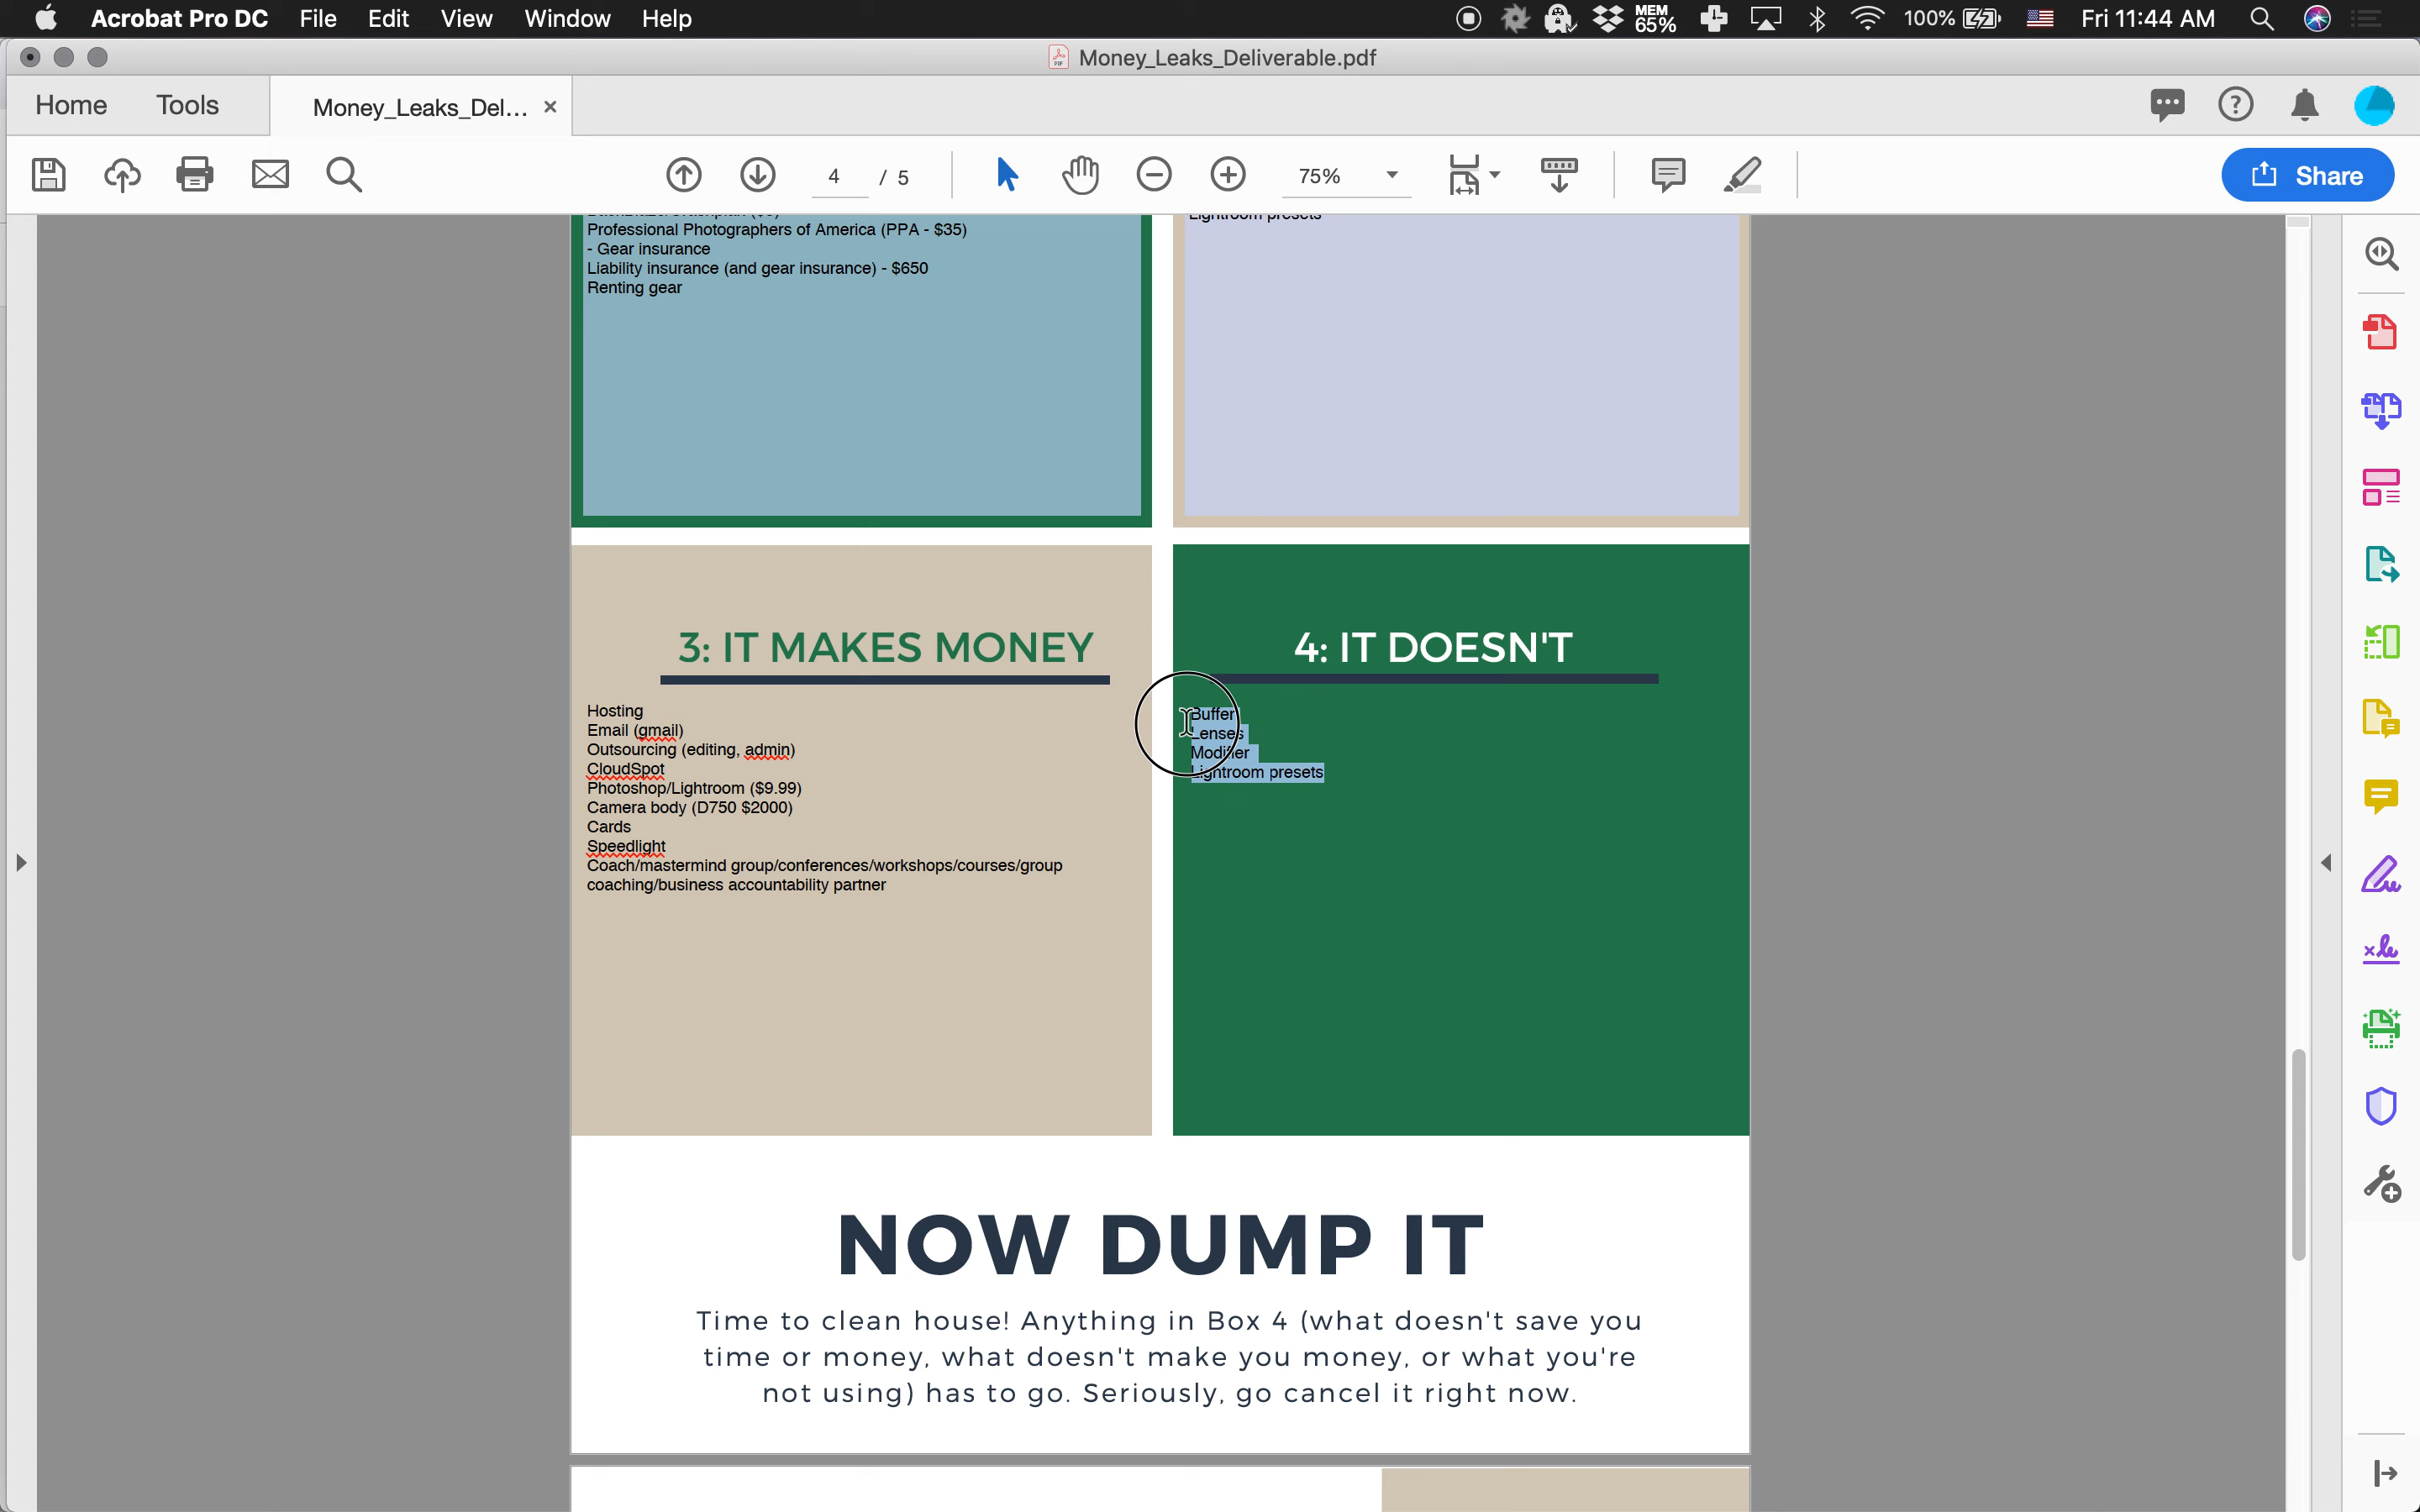 Acrobat Pro DC File Edit View Window Help MEM 65% 100% Fri 11:44 AM
Money_Leaks_Deliverable.pdf
Home Tools Money_Leaks_Del... ×
4 / 5 75% Share
Professional Photographers of America (PPA - $35)
- Gear insurance
Liability insurance (and gear insurance) - $650
Renting gear
Lightroom presets
3: IT MAKES MONEY
Hosting
Email (gmail)
Outsourcing (editing, admin)
CloudSpot
Photoshop/Lightroom ($9.99)
Camera body (D750 $2000)
Cards
Speedlight
Coach/mastermind group/conferences/workshops/courses/group
coaching/business accountability partner
4: IT DOESN'T
Buffer
Lenses
Modifier
Lightroom presets
NOW DUMP IT
Time to clean house! Anything in Box 4 (what doesn't save you
time or money, what doesn't make you money, or what you're
not using) has to go. Seriously, go cancel it right now.